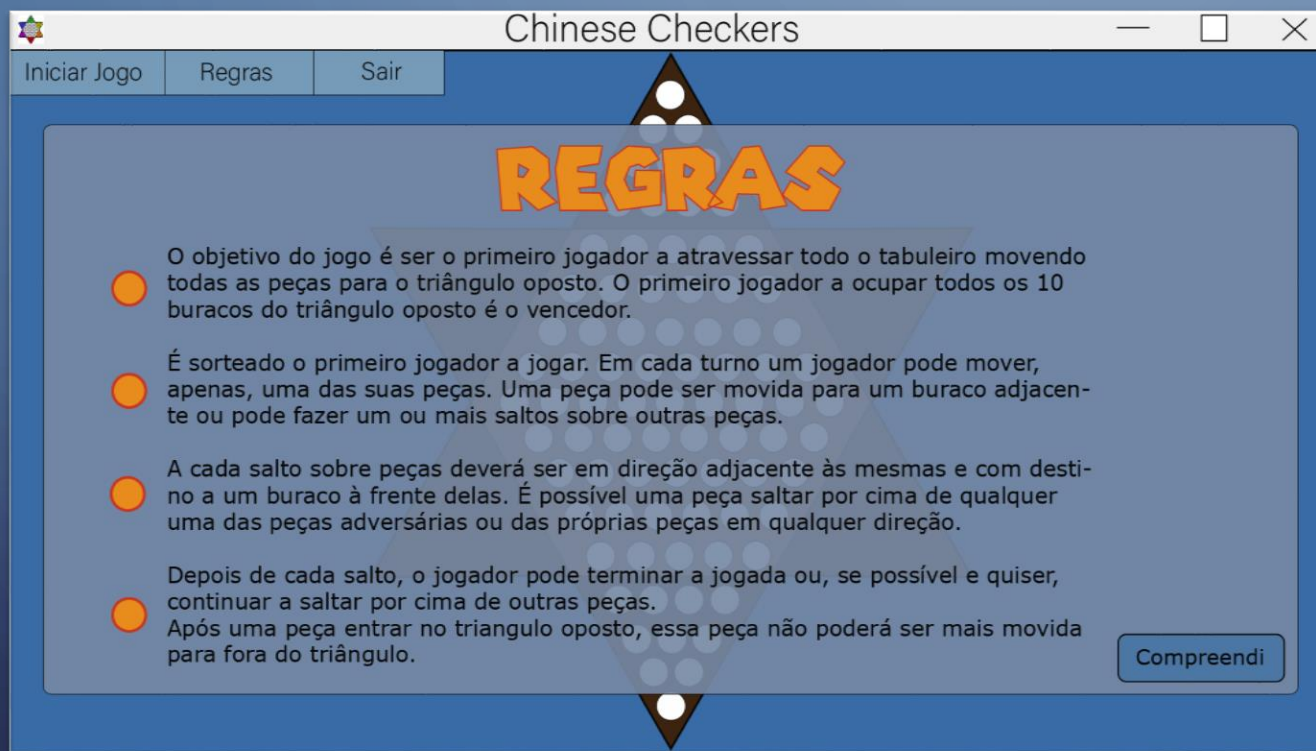 Chinese Checkers
Iniciar Jogo Regras Sair
REGRAS
O objetivo do jogo é ser o primeiro jogador a atravessar todo o tabuleiro movendo
todas as peças para o triângulo oposto. O primeiro jogador a ocupar todos os 10
buracos do triângulo oposto é o vencedor.
É sorteado o primeiro jogador a jogar. Em cada turno um jogador pode mover,
apenas, uma das suas peças. Uma peça pode ser movida para um buraco adjacen-
te ou pode fazer um ou mais saltos sobre outras peças.
A cada salto sobre peças deverá ser em direção adjacente às mesmas e com desti-
no a um buraco à frente delas. É possível uma peça saltar por cima de qualquer
uma das peças adversárias ou das próprias peças em qualquer direção.
Depois de cada salto, o jogador pode terminar a jogada ou, se possível e quiser,
continuar a saltar por cima de outras peças.
Após uma peça entrar no triangulo oposto, essa peça não poderá ser mais movida
para fora do triângulo.
Compreendi